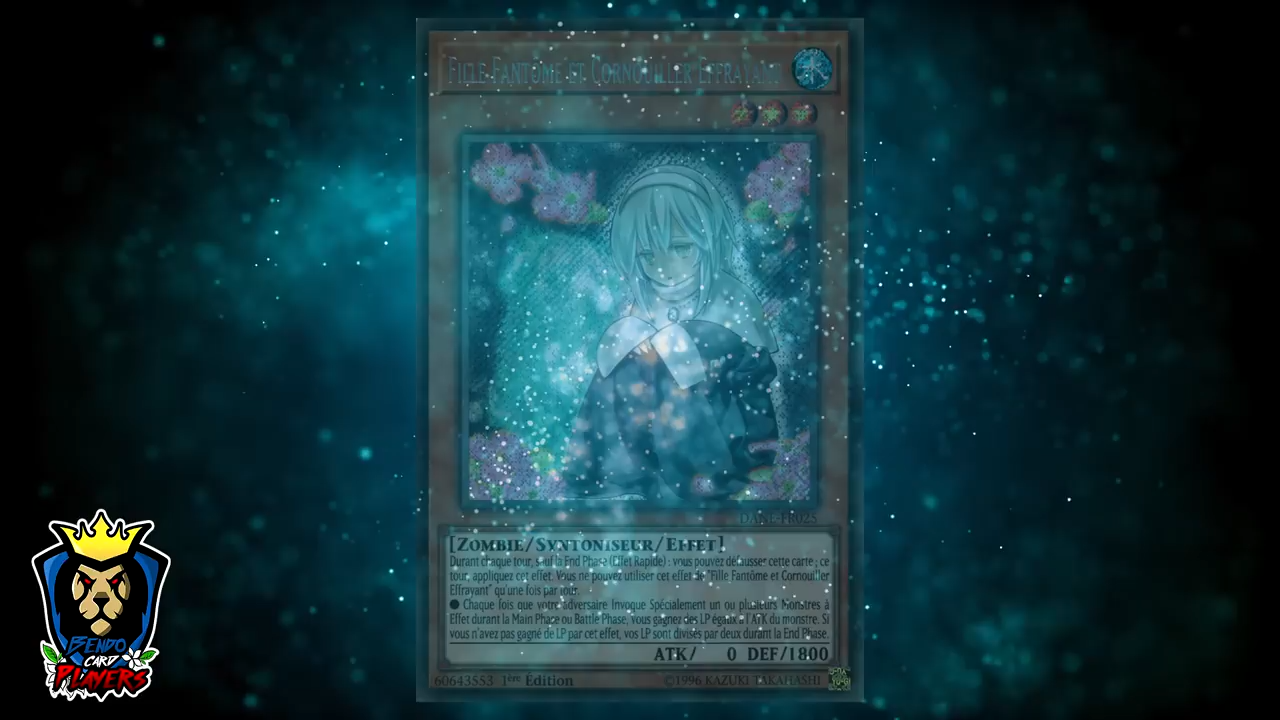 Fille Fantôme et Cornouiller Effrayant
DANE-FR025
[Zombie/Syntoniseur/Effet]
Durant chaque tour, sauf la End Phase (Effet Rapide) : vous pouvez défausser cette carte ; ce
tour, appliquez cet effet. Vous ne pouvez utiliser cet effet de "Fille Fantôme et Cornouiller
Effrayant" qu'une fois par tour.
● Chaque fois que votre adversaire Invoque Spécialement un ou plusieurs Monstres à
Effet durant la Main Phase ou Battle Phase, vous gagnez des LP égaux à l'ATK du monstre. Si
vous n'avez pas gagné de LP par cet effet, vos LP sont divisés par deux durant la End Phase.
ATK/ 0 DEF/1800
60643553 1ère Édition ©1996 KAZUKI TAKAHASHI
BENDO
CARD
PLAYERS